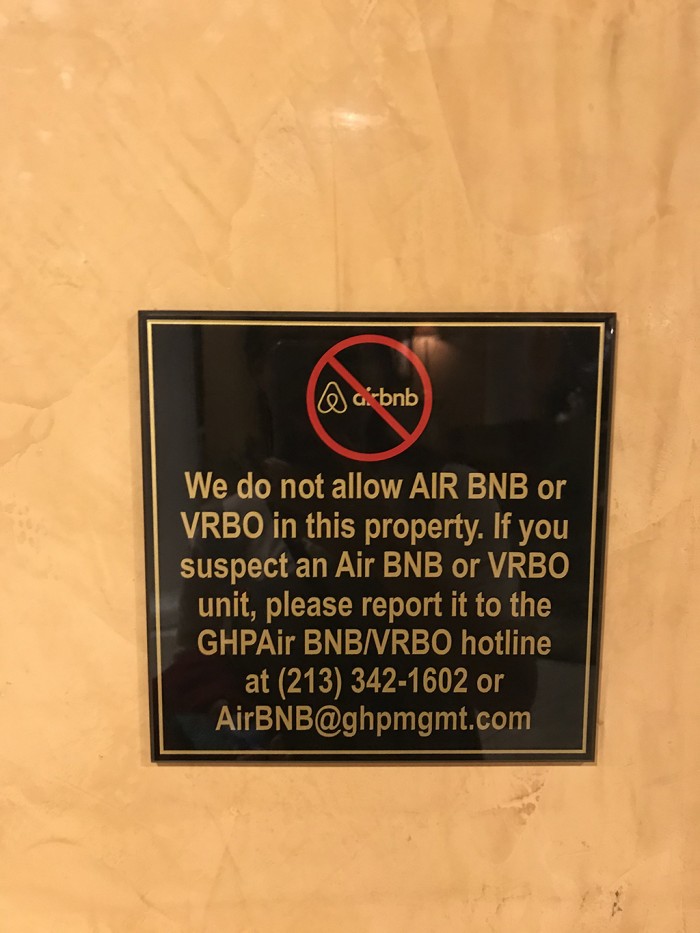 airbnb
We do not allow AIR BNB or
VRBO in this property. If you
suspect an Air BNB or VRBO
unit, please report it to the
GHPAir BNB/VRBO hotline
at (213) 342-1602 or
AirBNB@ghpmgmt.com